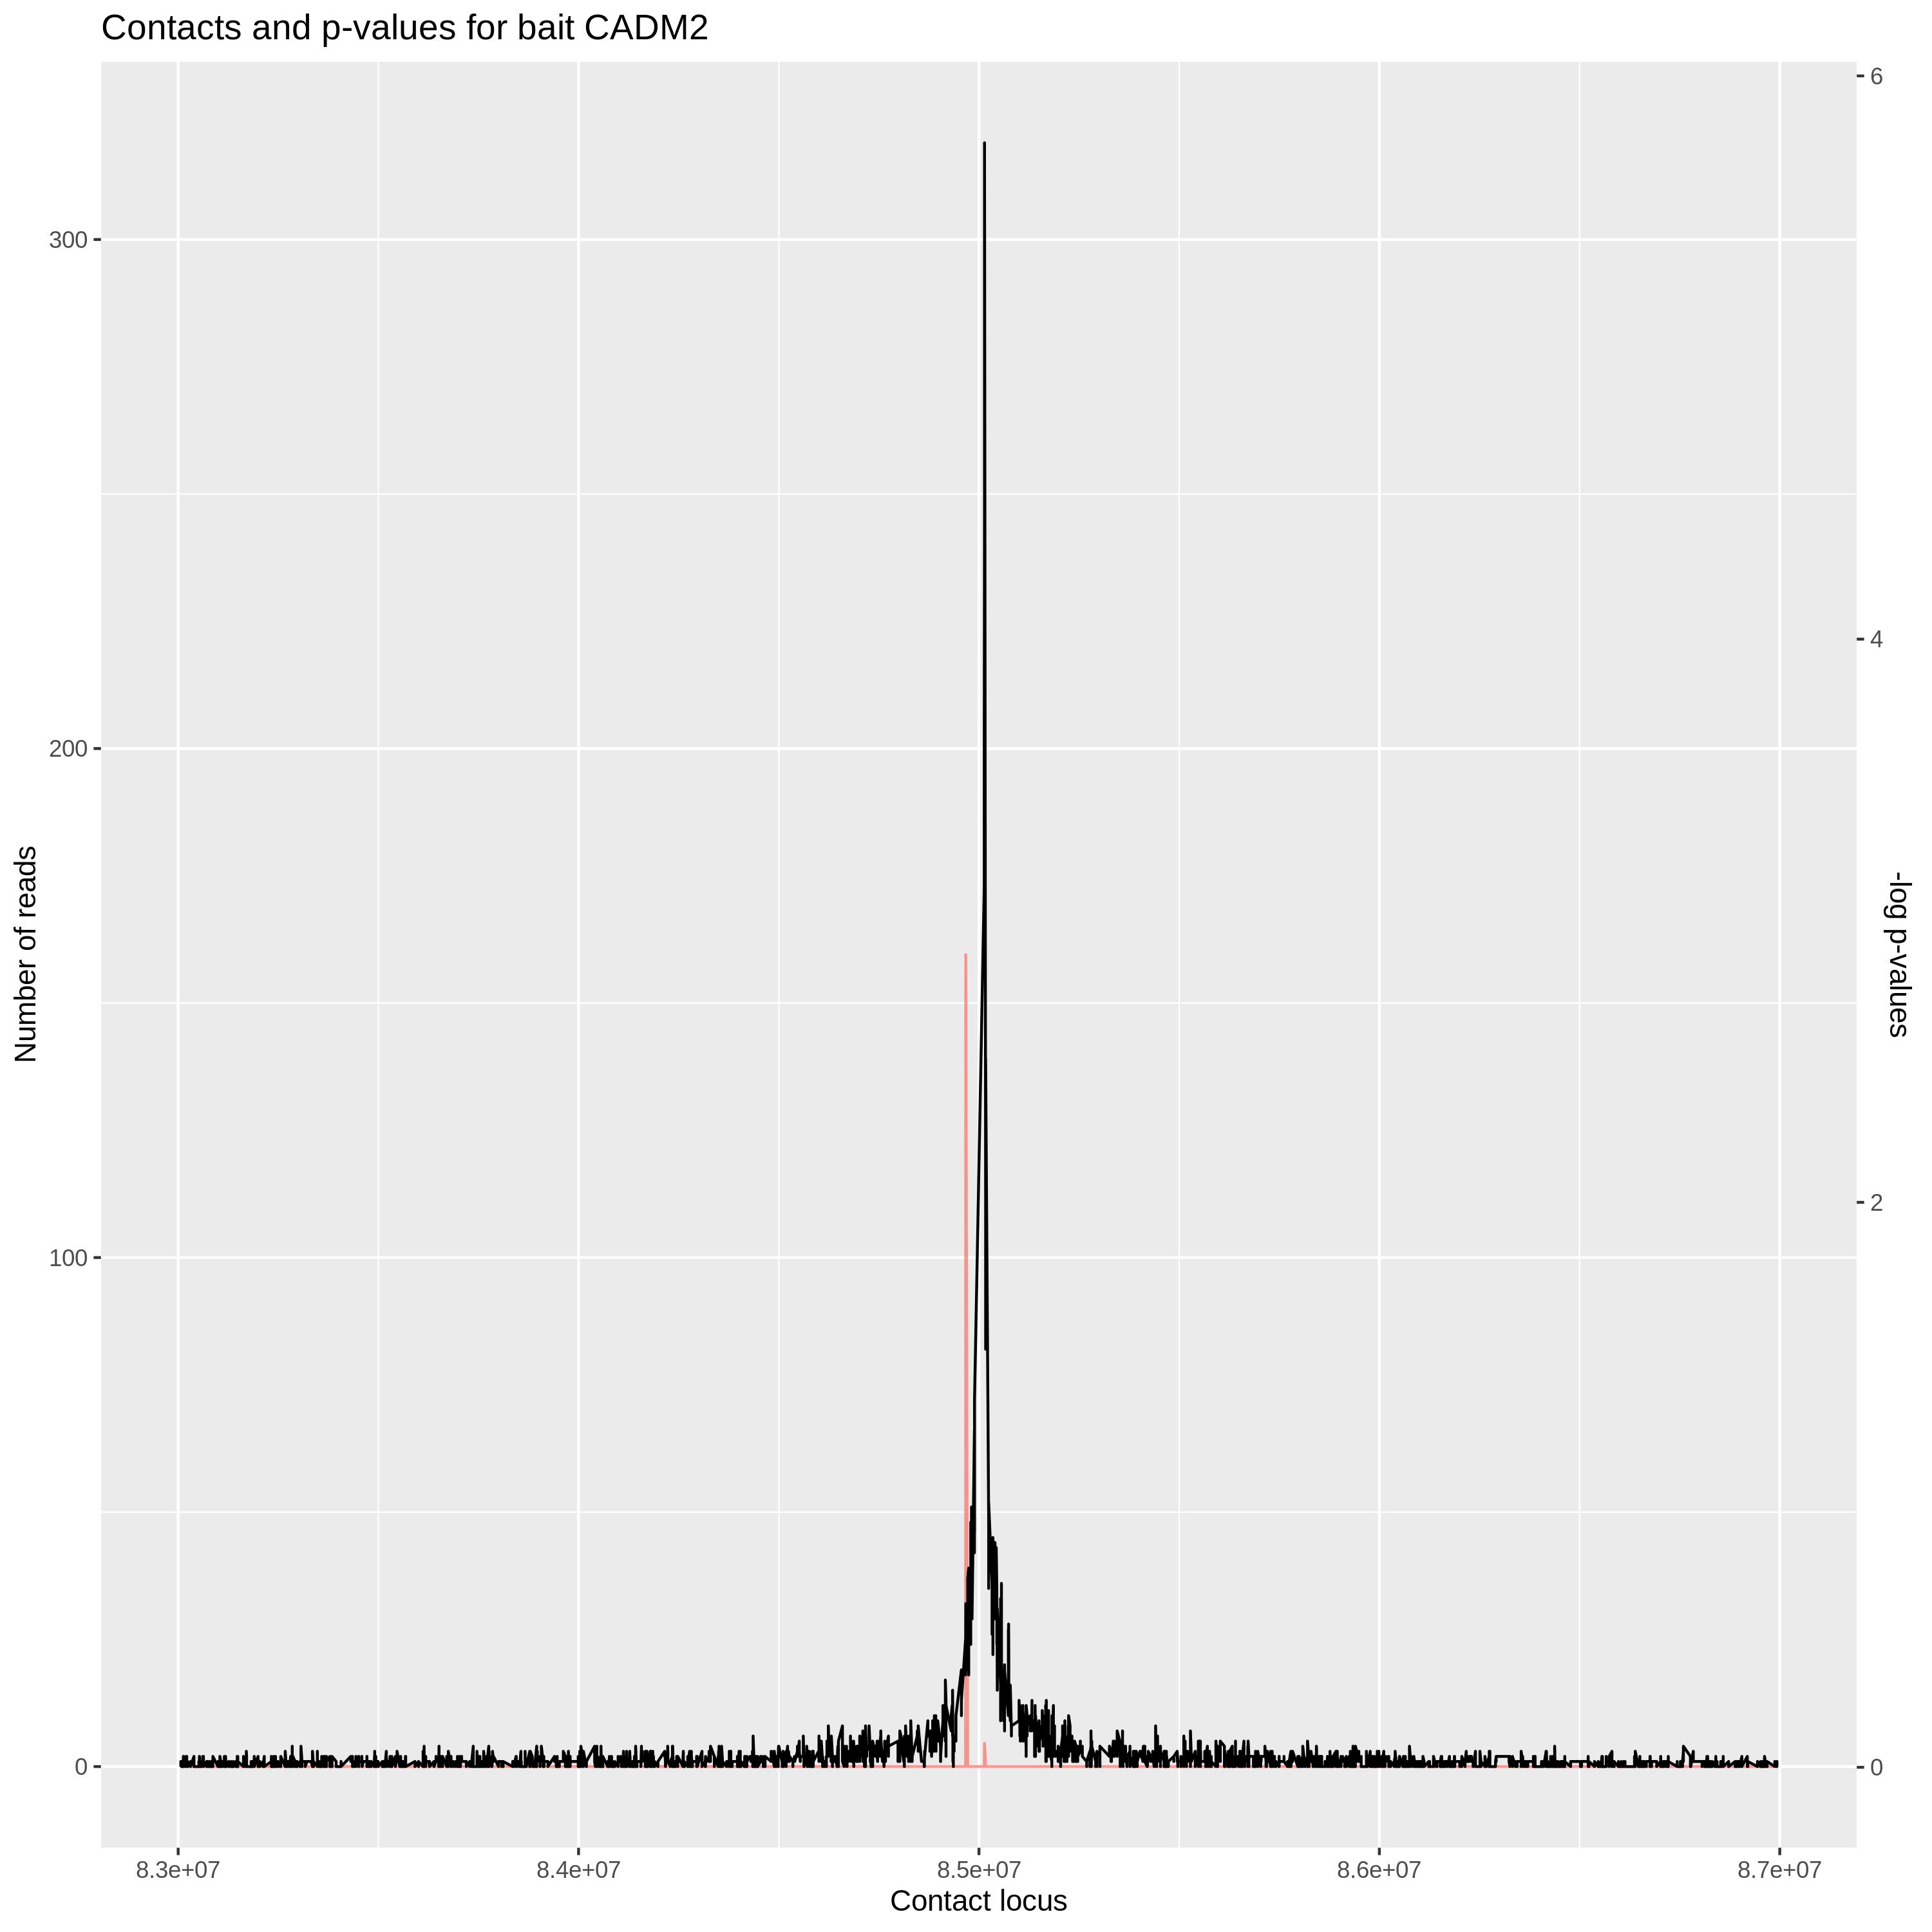 Contacts and p-values for bait CADM2
6
300
4
200
Number of reads
-log p-values
2
100
0
0
8.3e+07 8.4e+07 8.5e+07 8.6e+07 8.7e+07
Contact locus